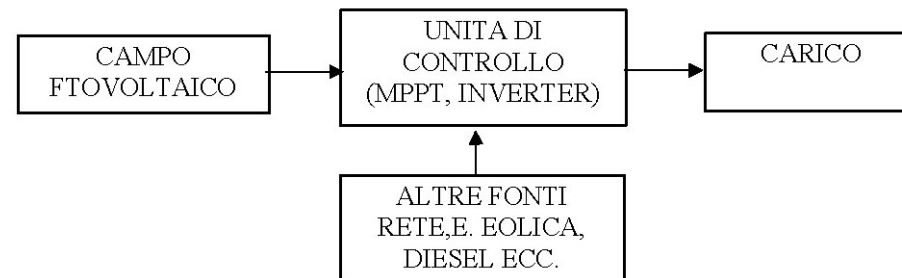 CAMPO
FTOVOLTAICO
UNITA DI
CONTROLLO
(MPPT, INVERTER)
CARICO
ALTRE FONTI
RETE,E. EOLICA,
DIESEL ECC.